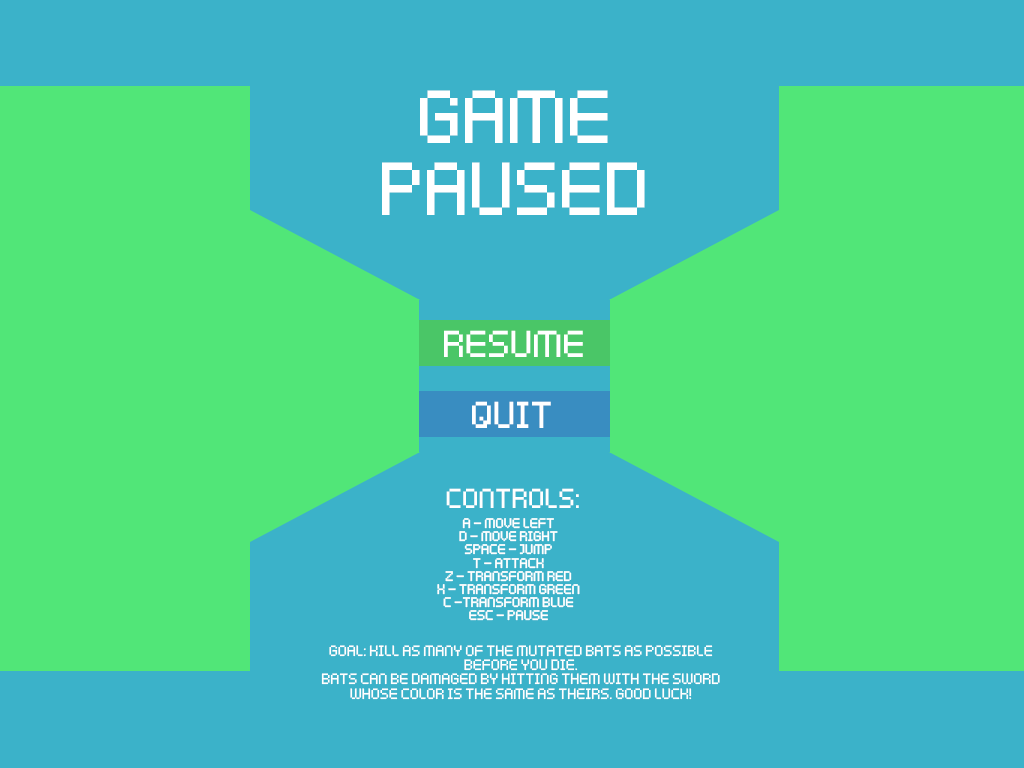 GAME
PAUSED
RESUME
QUIT
CONTROLS:
A - MOVE LEFT
D - MOVE RIGHT
SPACE - JUMP
T - ATTACK
Z - TRANSFORM RED
X - TRANSFORM GREEN
C -TRANSFORM BLUE
ESC - PAUSE
GOAL: KILL AS MANY OF THE MUTATED BATS AS POSSIBLE
BEFORE YOU DIE.
BATS CAN BE DAMAGED BY HITTING THEM WITH THE SWORD
WHOSE COLOR IS THE SAME AS THEIRS. GOOD LUCK!